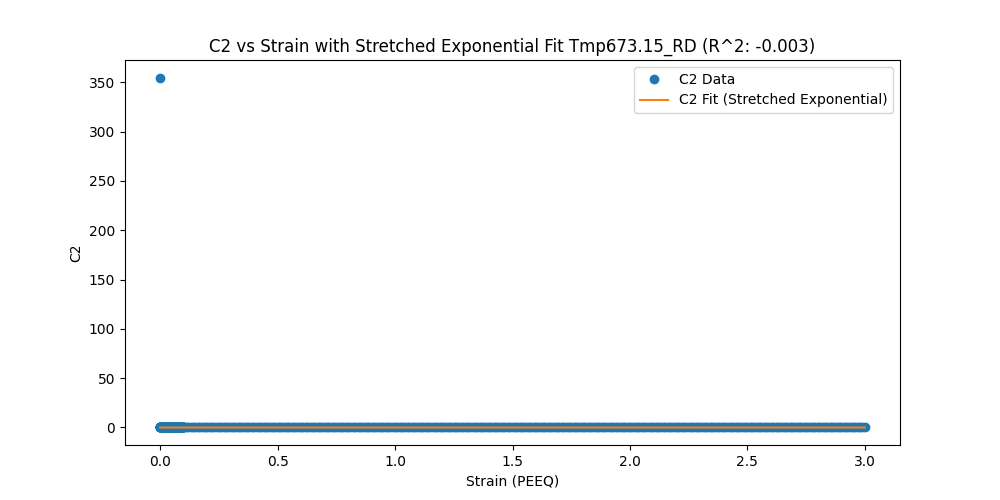 C2 vs Strain with Stretched Exponential Fit Tmp673.15_RD (R^2: -0.003)
C2 Data
C2 Fit (Stretched Exponential)
350
300
250
200
150
100
50
0
C2
0.0 0.5 1.0 1.5 2.0 2.5 3.0
Strain (PEEQ)